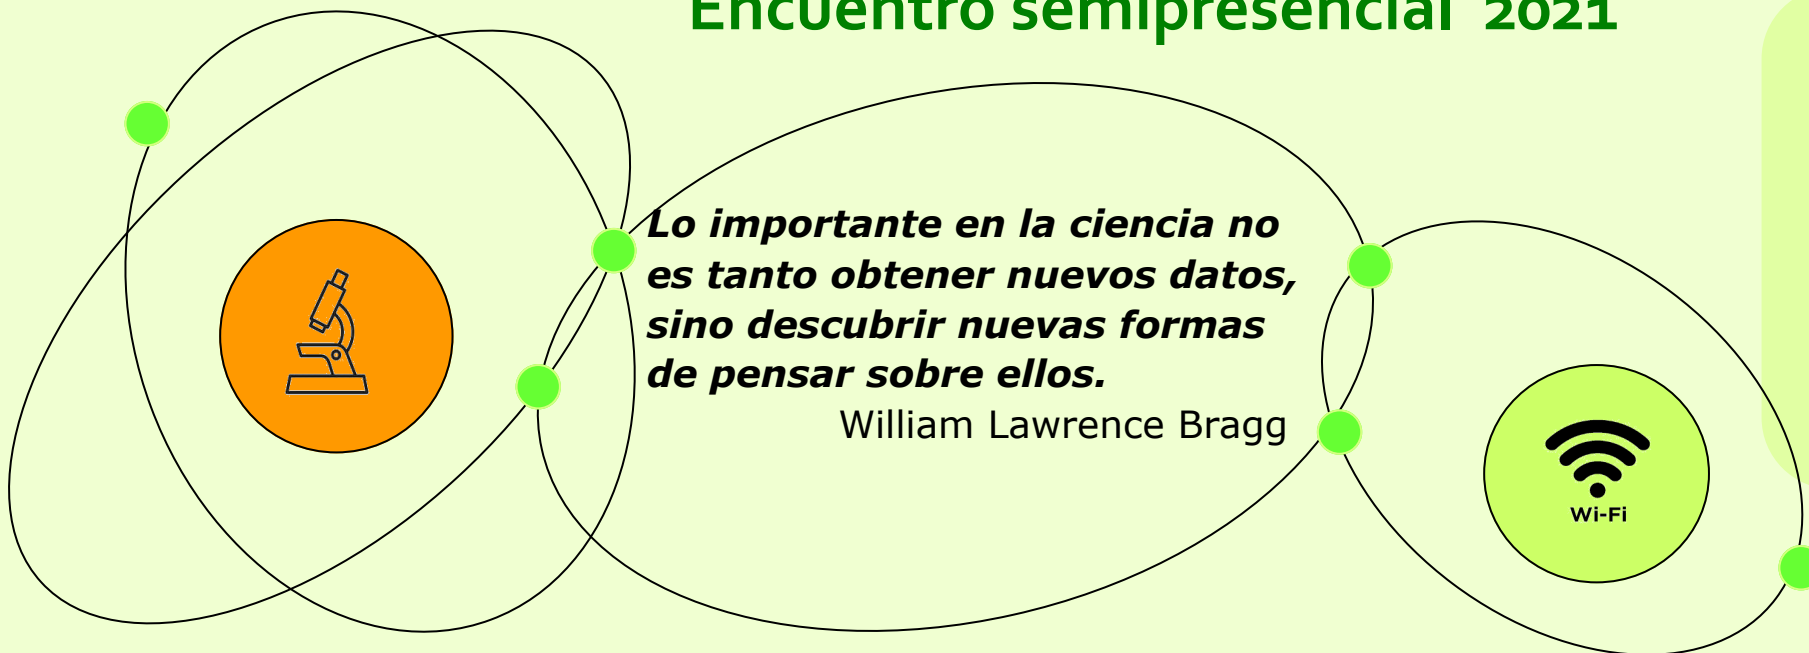 Encuentro semipresencial 2021
Lo importante en la ciencia no
es tanto obtener nuevos datos,
sino descubrir nuevas formas
de pensar sobre ellos.
William Lawrence Bragg
Wi-Fi